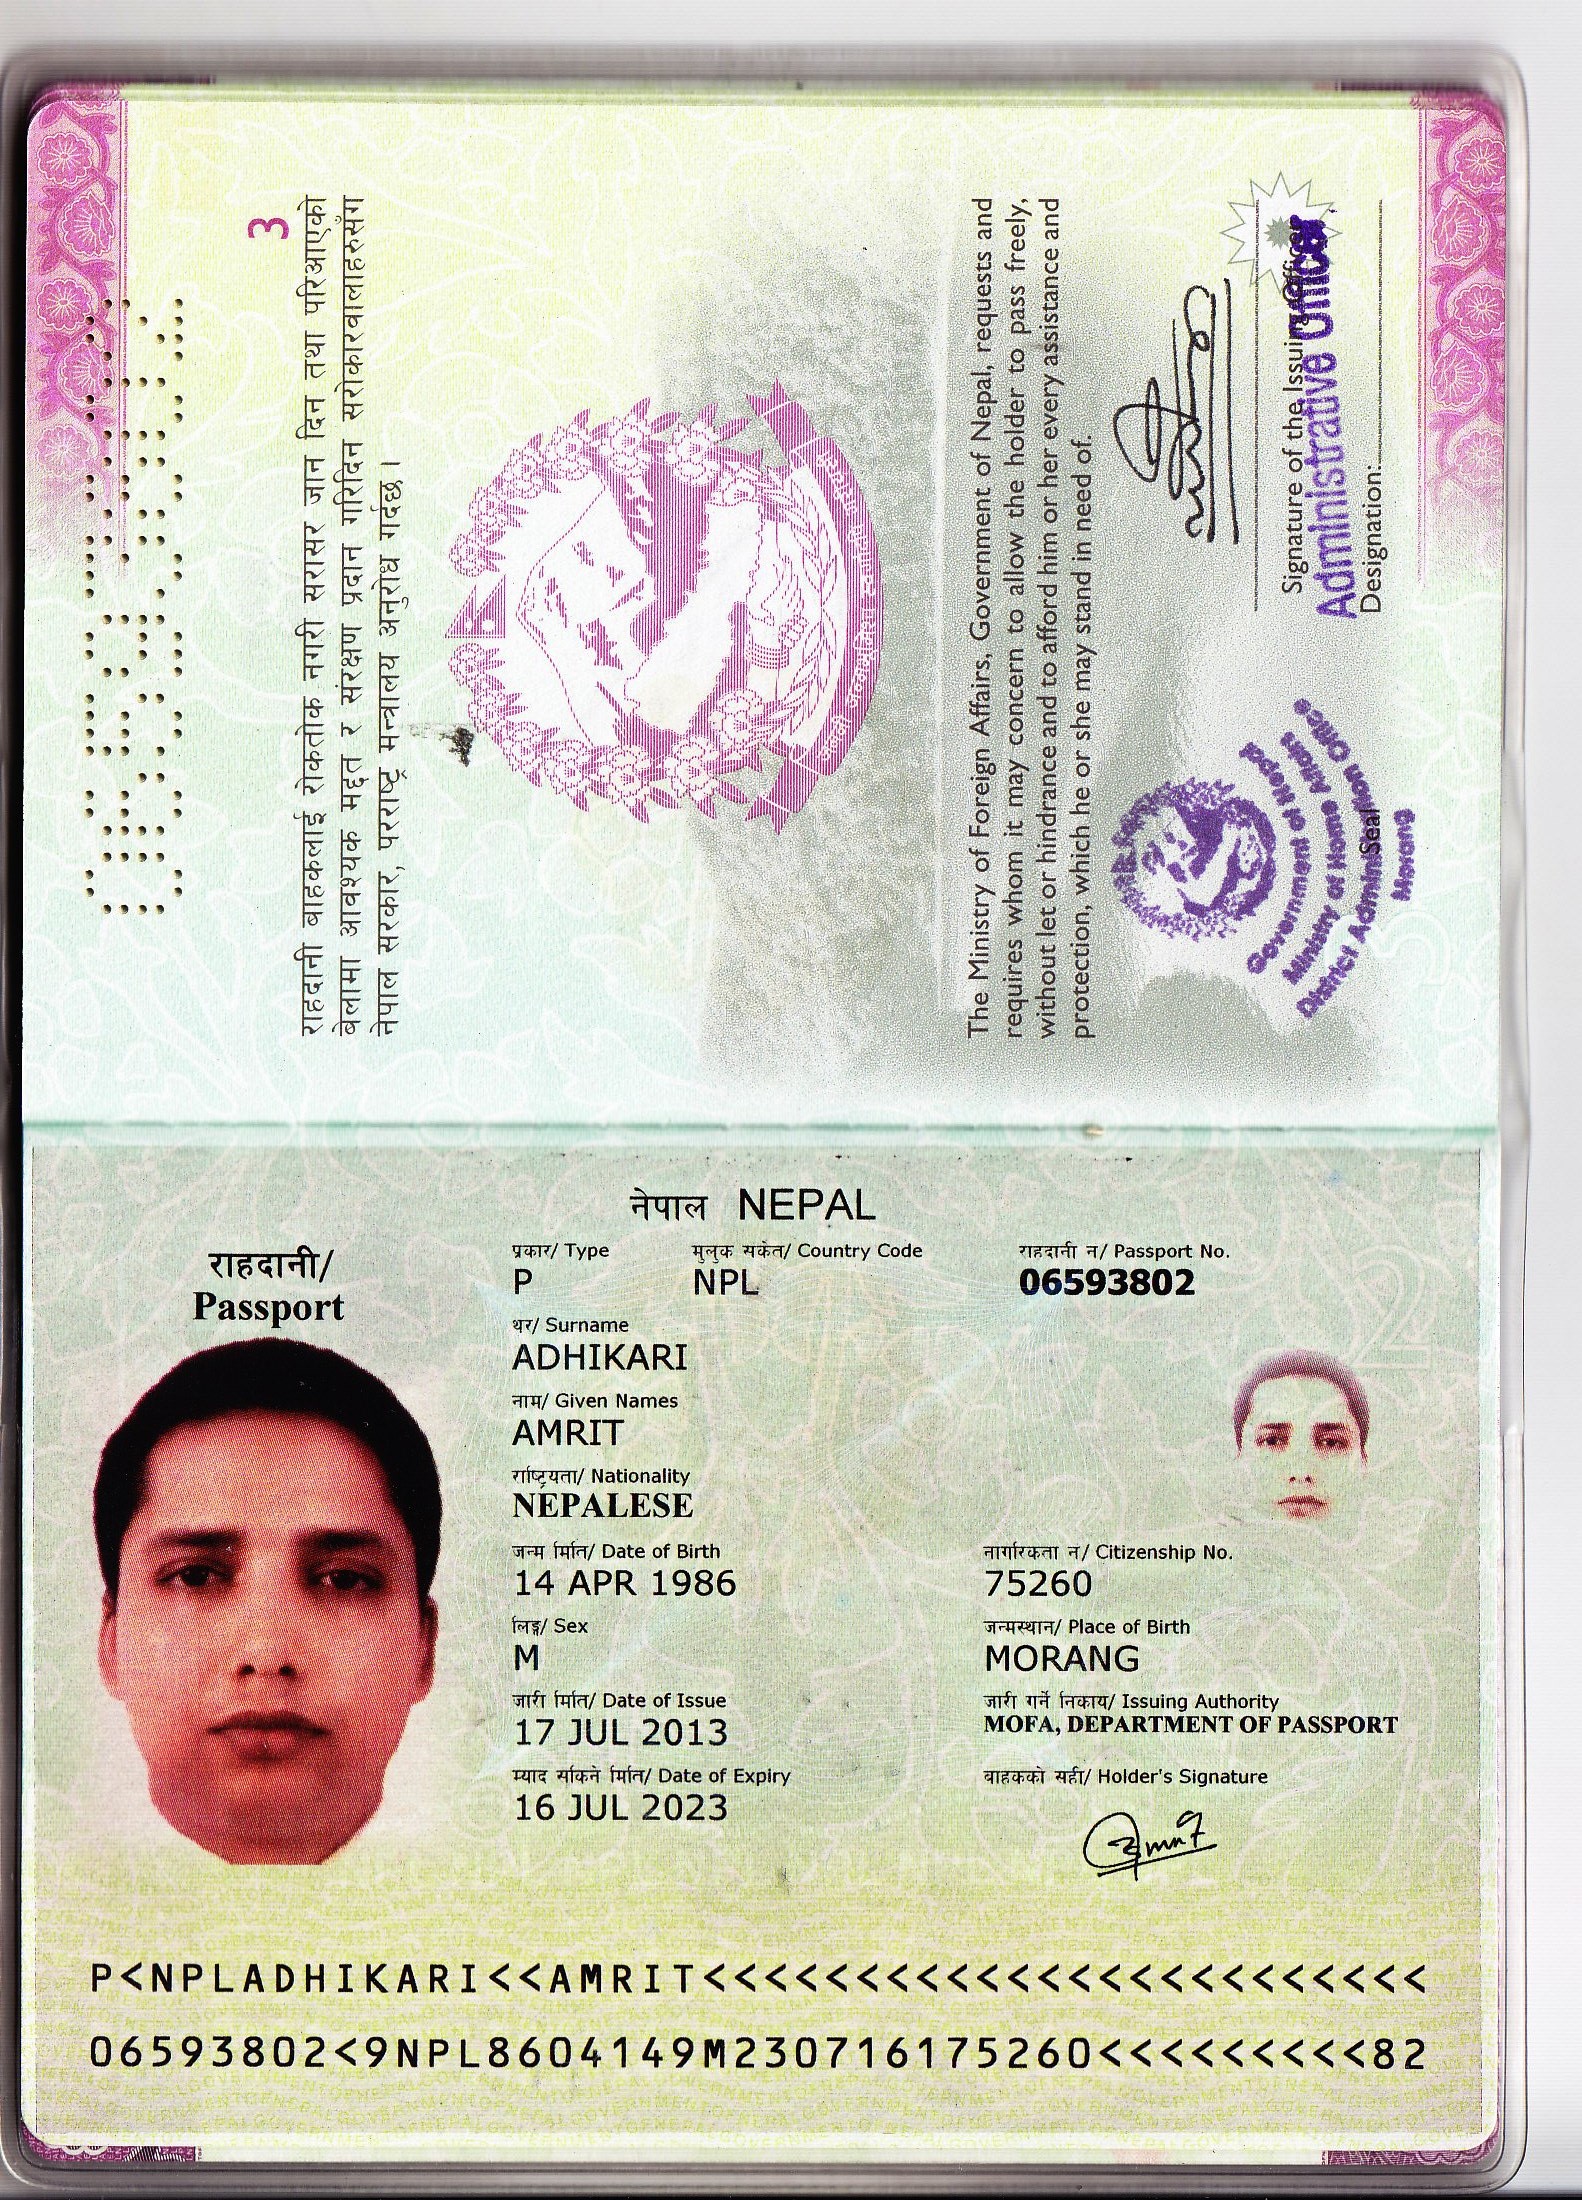 3
राहदानी बाहकलाई रोकतोक नगरी सरासर जान दिन तथा परिआएको
बेलामा आवश्यक मद्दत र संरक्षण प्रदान गरिदिन सरोकारवालाहरुसँग
नेपाल सरकार, परराष्ट्र मन्त्रालय अनुरोध गर्दछ ।
The Ministry of Foreign Affairs, Government of Nepal, requests and
requires whom it may concern to allow the holder to pass freely,
without let or hindrance and to afford him or her every assistance and
protection, which he or she may stand in need of.
Signature of the Issuing Officer
Administrative Officer
Designation:
Government of Nepal
Ministry of Home Affairs
District Administration Office
Morang
Seal
नेपाल NEPAL
राहदानी/
Passport
प्रकार/ Type मुलुक सकेत/ Country Code राहदानी न/ Passport No.
P NPL 06593802
थर/ Surname
ADHIKARI
नाम/ Given Names
AMRIT
राष्ट्रियता/ Nationality
NEPALESE
जन्म मिति/ Date of Birth नागरिकता न/ Citizenship No.
14 APR 1986 75260
लिङ्ग/ Sex जन्मस्थान/ Place of Birth
M MORANG
जारी मिति/ Date of Issue जारी गर्ने निकाय/ Issuing Authority
17 JUL 2013 MOFA, DEPARTMENT OF PASSPORT
म्याद सकिने मिति/ Date of Expiry बाहकको सही/ Holder's Signature
16 JUL 2023
P<NPLADHIKARI<<AMRIT<<<<<<<<<<<<<<<<<<<<<<<<
06593802<9NPL8604149M230716175260<<<<<<<<<82